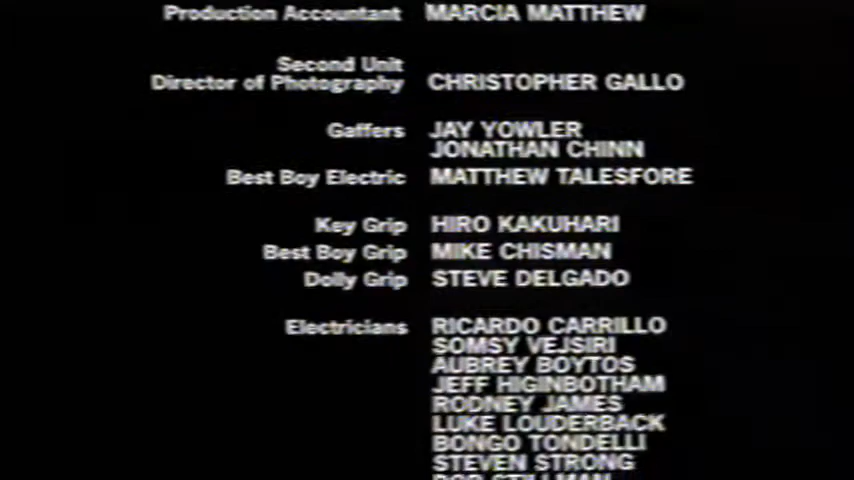 Production Accountant MARCIA MATTHEW
Second Unit
Director of Photography CHRISTOPHER GALLO
Gaffers JAY YOWLER
JONATHAN CHINN
Best Boy Electric MATTHEW TALESFORE
Key Grip HIRO KAKUHARI
Best Boy Grip MIKE CHISMAN
Dolly Grip STEVE DELGADO
Electricians RICARDO CARRILLO
SOMSY VEJSIRI
AUBREY BOYTOS
JEFF HIGINBOTHAM
RODNEY JAMES
LUKE LOUDERBACK
BONGO TONDELLI
STEVEN STRONG